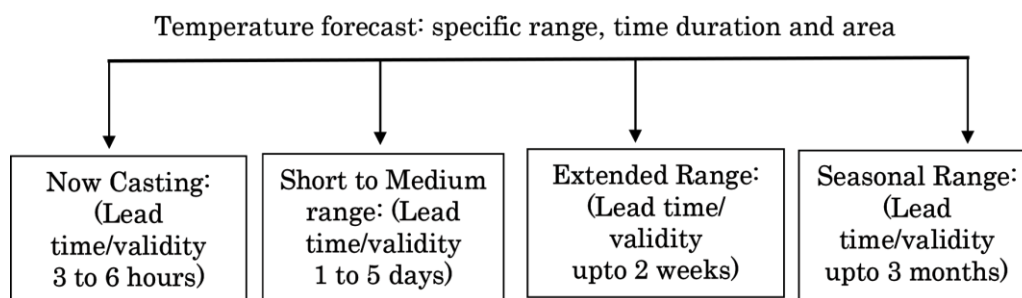 Temperature forecast: specific range, time duration and area
Now Casting:
(Lead
time/validity
3 to 6 hours)
Short to Medium
range: (Lead
time/validity
1 to 5 days)
Extended Range:
(Lead time/
validity
upto 2 weeks)
Seasonal Range:
(Lead
time/validity
upto 3 months)